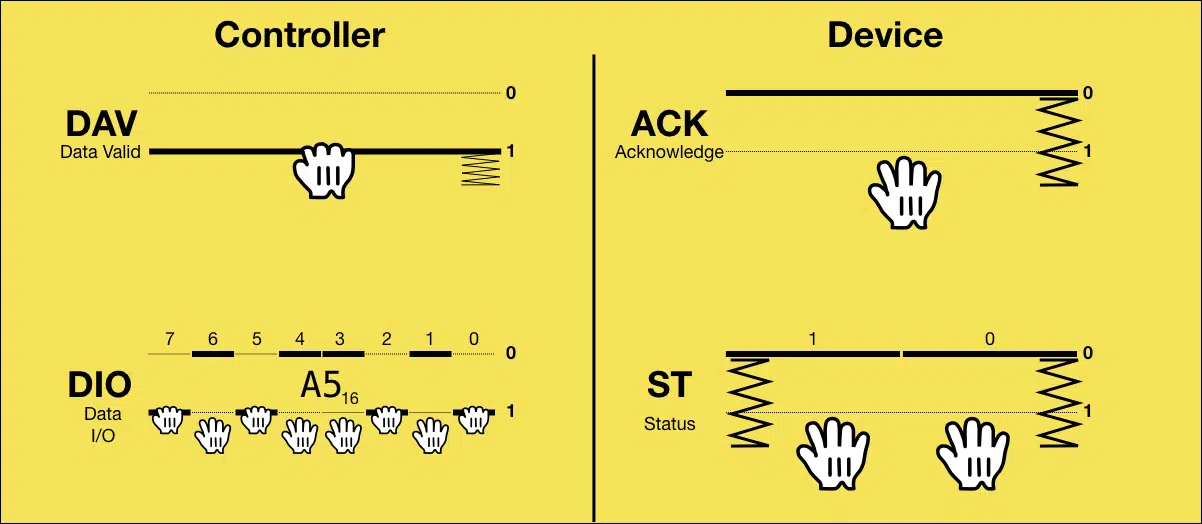 Controller
Device
0
DAV
Data Valid
1
0
ACK
Acknowledge
1
7 6 5 4 3 2 1 0
0
DIO
A5₁₆
Data
I/O
1
1 0
0
ST
Status
1